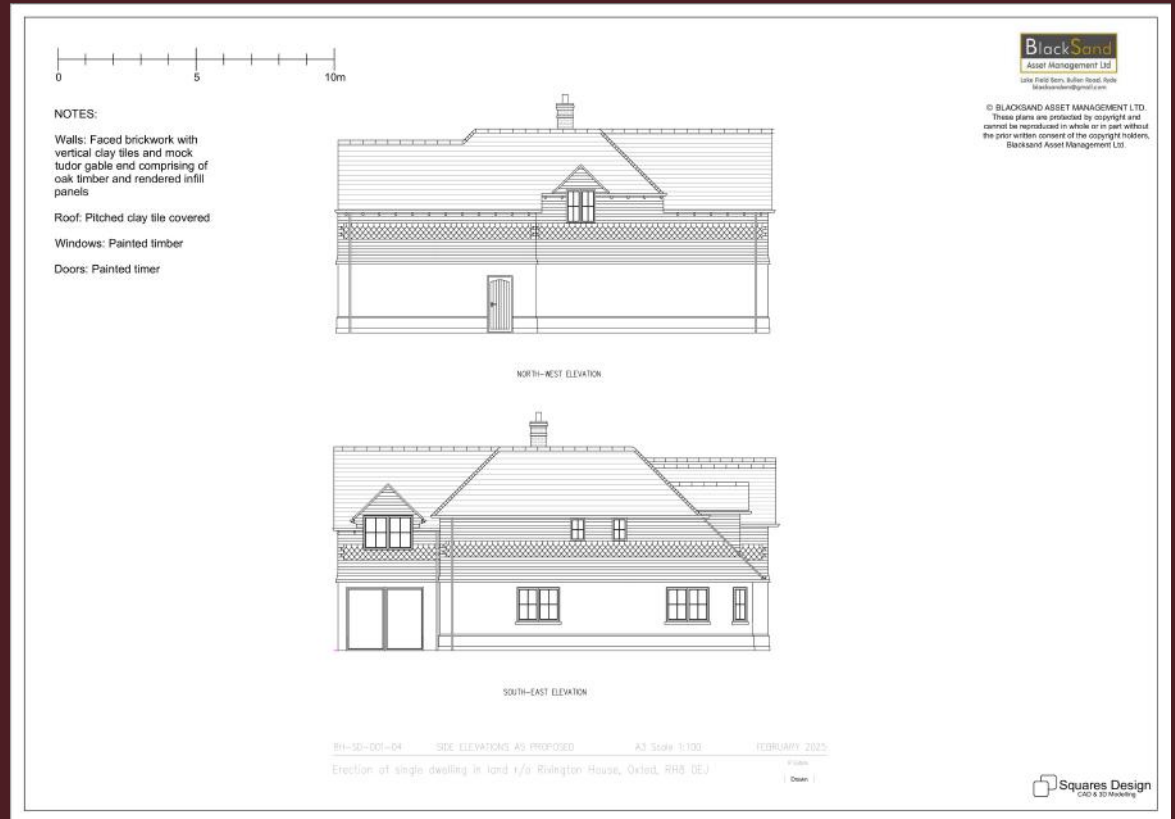 0 5 10m
NOTES:
Walls: Faced brickwork with
vertical clay tiles and mock
tudor gable end comprising of
oak timber and rendered infill
panels
Roof: Pitched clay tile covered
Windows: Painted timber
Doors: Painted timer
BlackSand
Asset Management Ltd
© BLACKSAND ASSET MANAGEMENT LTD.
These plans are protected by copyright and
cannot be reproduced in whole or in part without
the prior written consent of the copyright holders,
Blacksand Asset Management Ltd.
NORTH-WEST ELEVATION
SOUTH-EAST ELEVATION
SIDE ELEVATIONS AS PROPOSED A3 Scale 1:100 FEBRUARY 2025
Erection of single dwelling in land r/o Rivington House, Oxted, RH8
Drawn
Squares Design
CAD & 3D Modelling